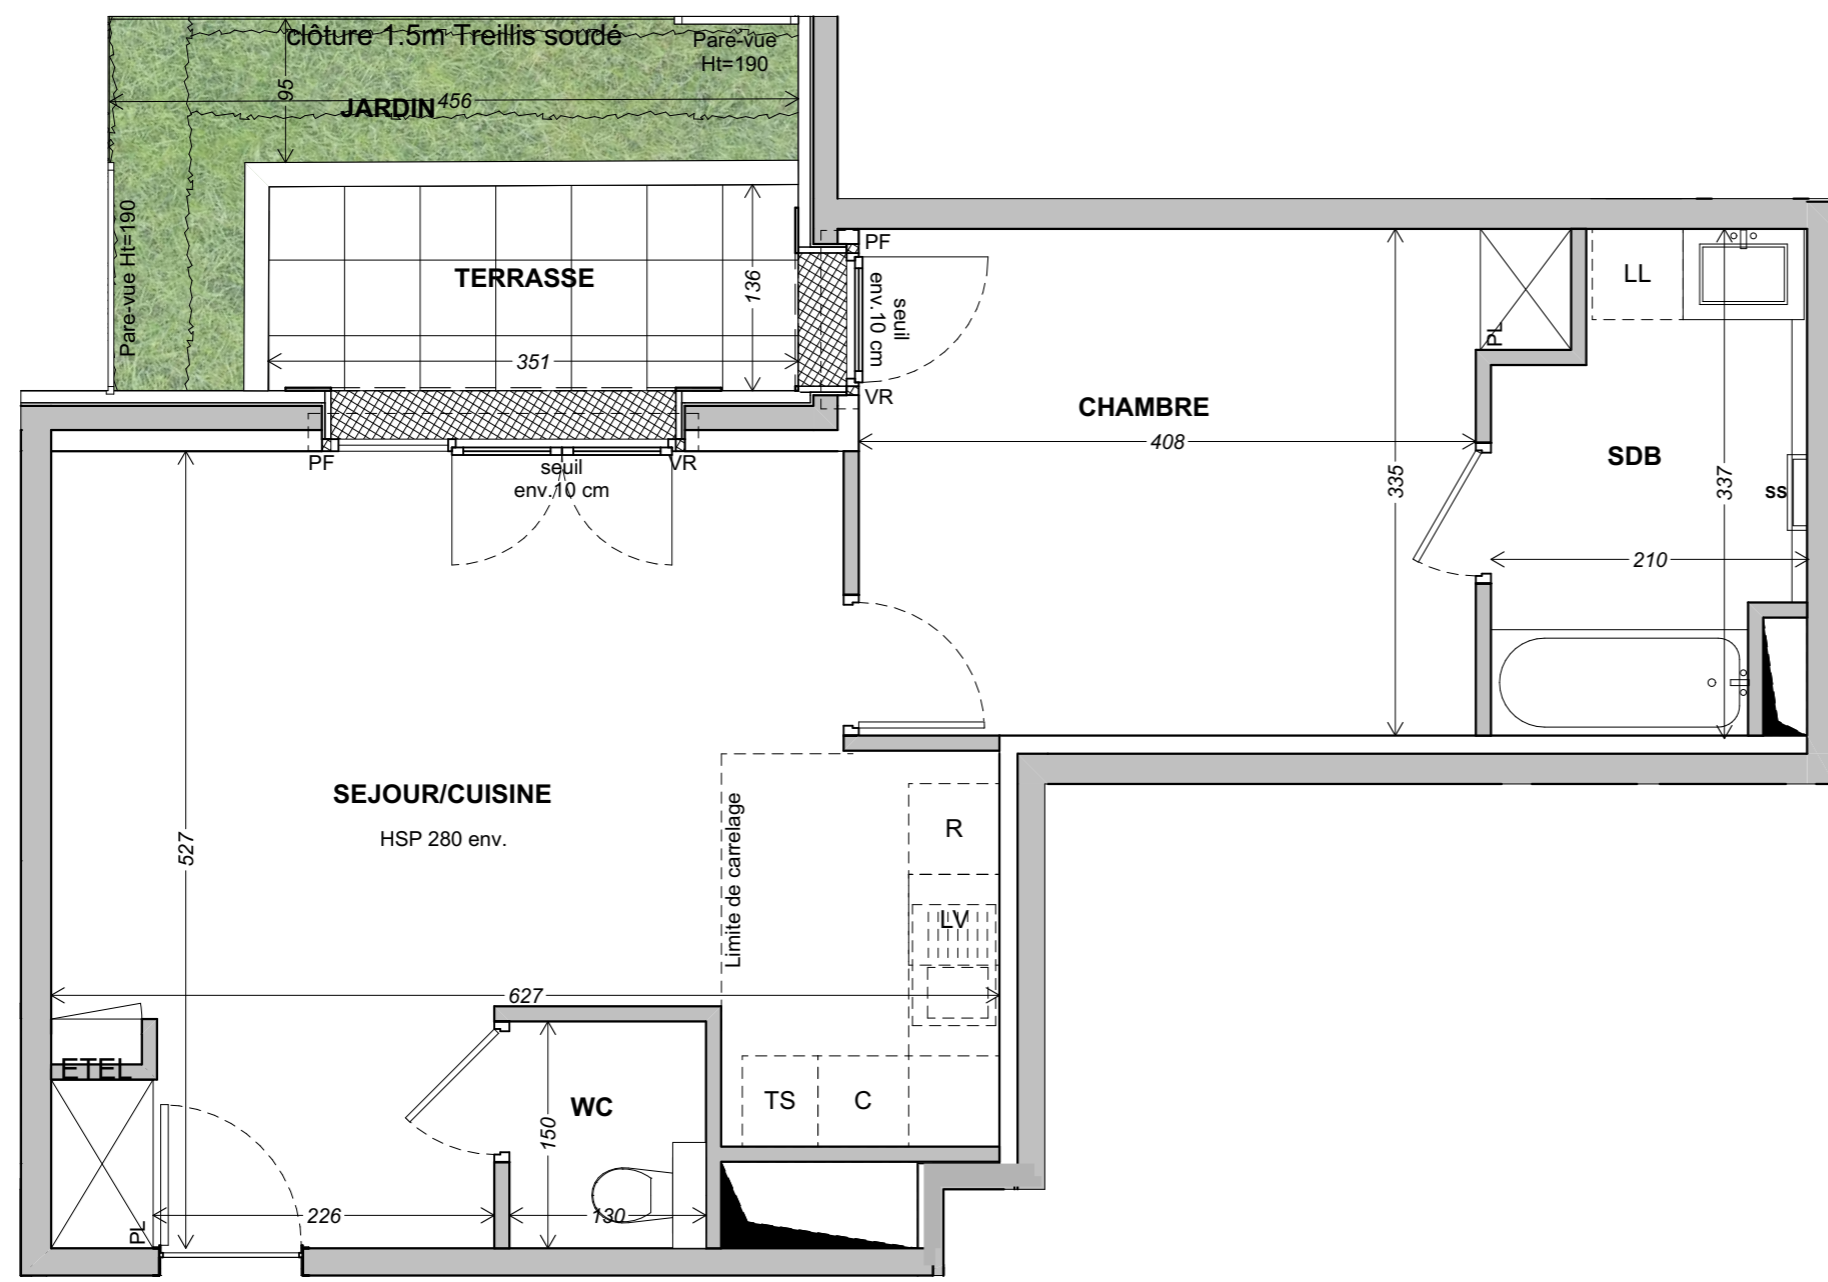 clôture 1.5m Treillis soudé
Pare-vue
Ht=190
95
JARDIN
456
Pare-vue Ht=190
TERRASSE
136
351
PF
seuil
env.10 cm
VR
PL
LL
CHAMBRE
408
335
SDB
337
ss
210
PF
seuil
env.10 cm
VR
SEJOUR/CUISINE
HSP 280 env.
527
Limite de carrelage
R
LV
627
ETEL
WC
150
TS
C
PL
226
130